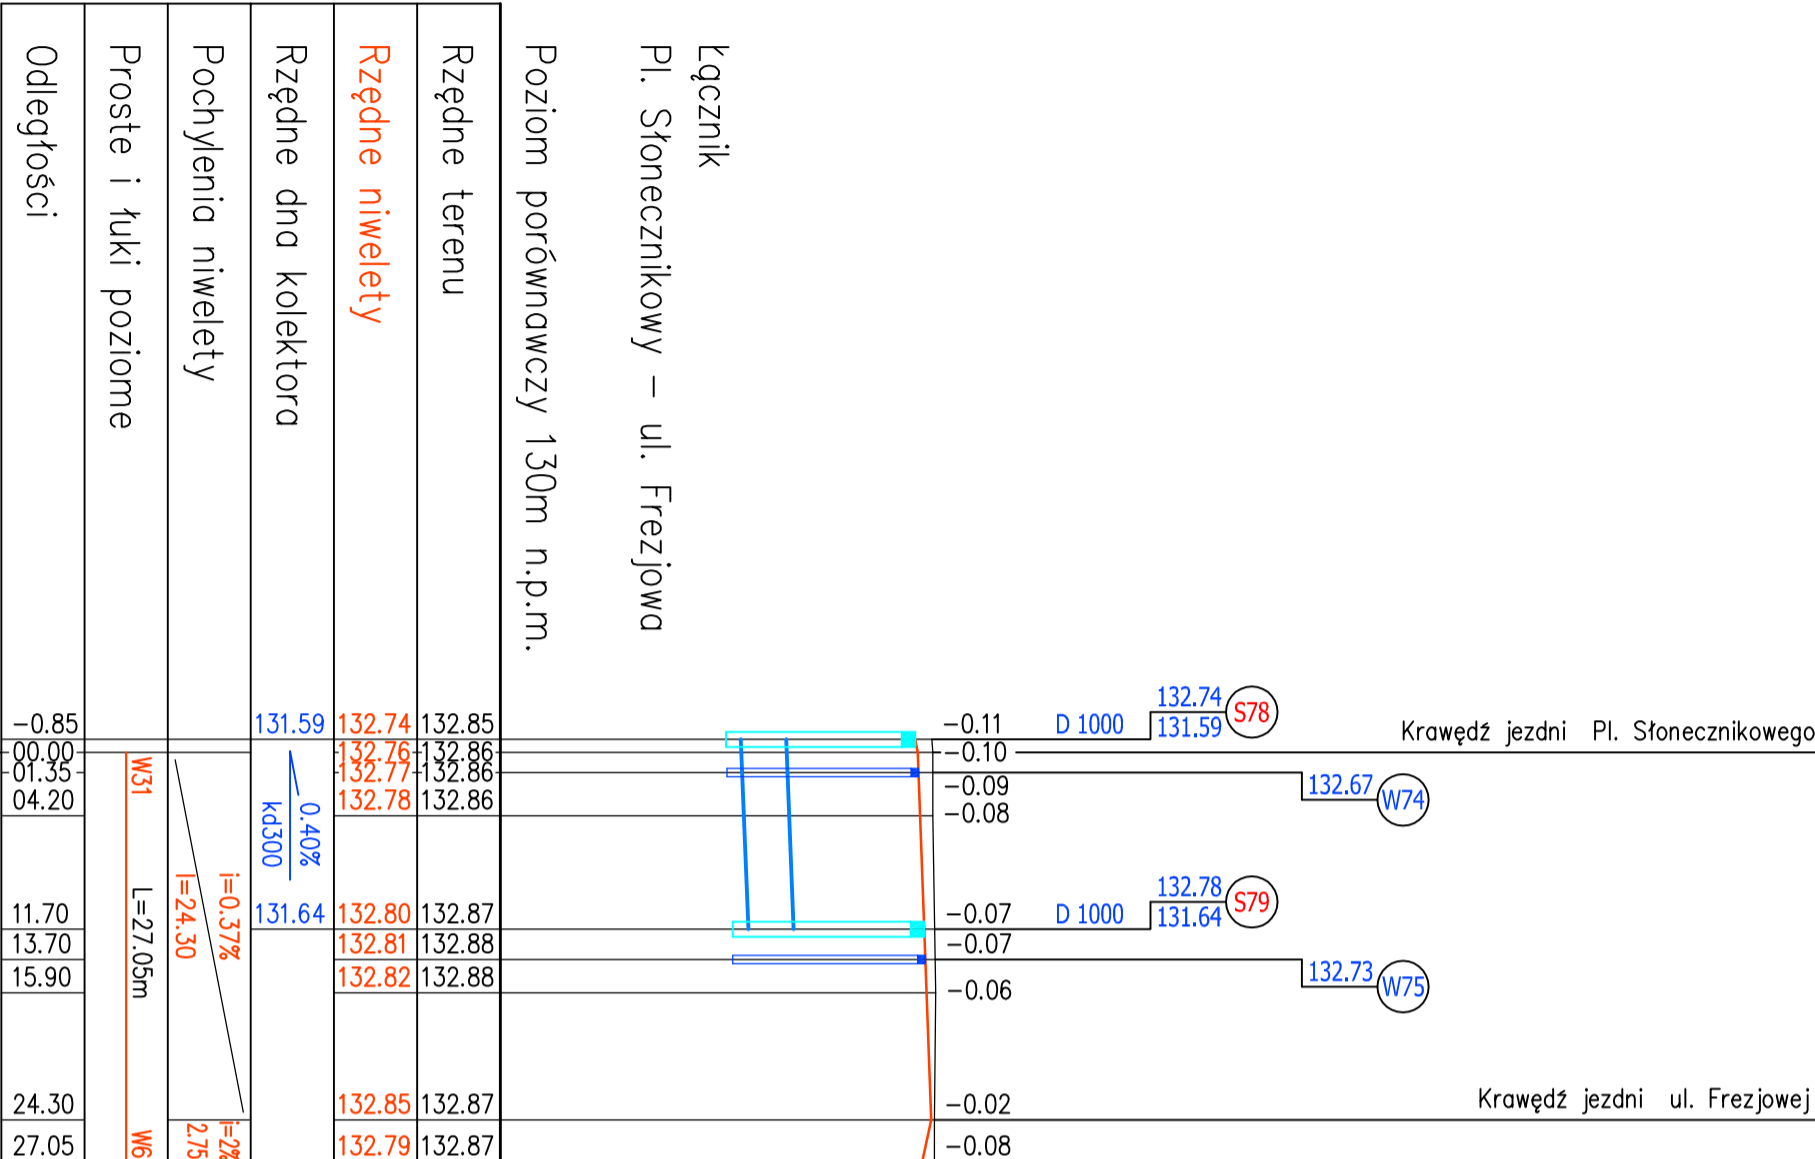 Łącznik
Pl. Słonecznikowy – ul. Frezjowa
Poziom porównawczy 130m n.p.m.
Rzędne terenu
Rzędne niwelety
Rzędne dna kolektora
Pochylenia niwelety
Proste i łuki poziome
Odległości
-0.85 131.59 132.74 132.85 -0.11 D 1000 132.74 131.59 S78
Krawędź jezdni Pl. Słonecznikowego
00.00 132.76 132.86 -0.10
01.35 132.77 132.86 -0.09 132.67 W74
04.20 132.78 132.86 -0.08
W31
0.40%
kd300
i=0.37%
l=24.30
L=27.05m
11.70 131.64 132.80 132.87 -0.07 D 1000 132.78 131.64 S79
13.70 132.81 132.88 -0.07 132.73 W75
15.90 132.82 132.88 -0.06
24.30 132.85 132.87 -0.02
Krawędź jezdni ul. Frezjowej
27.05 132.79 132.87 -0.08
W6
i=2%
2.75